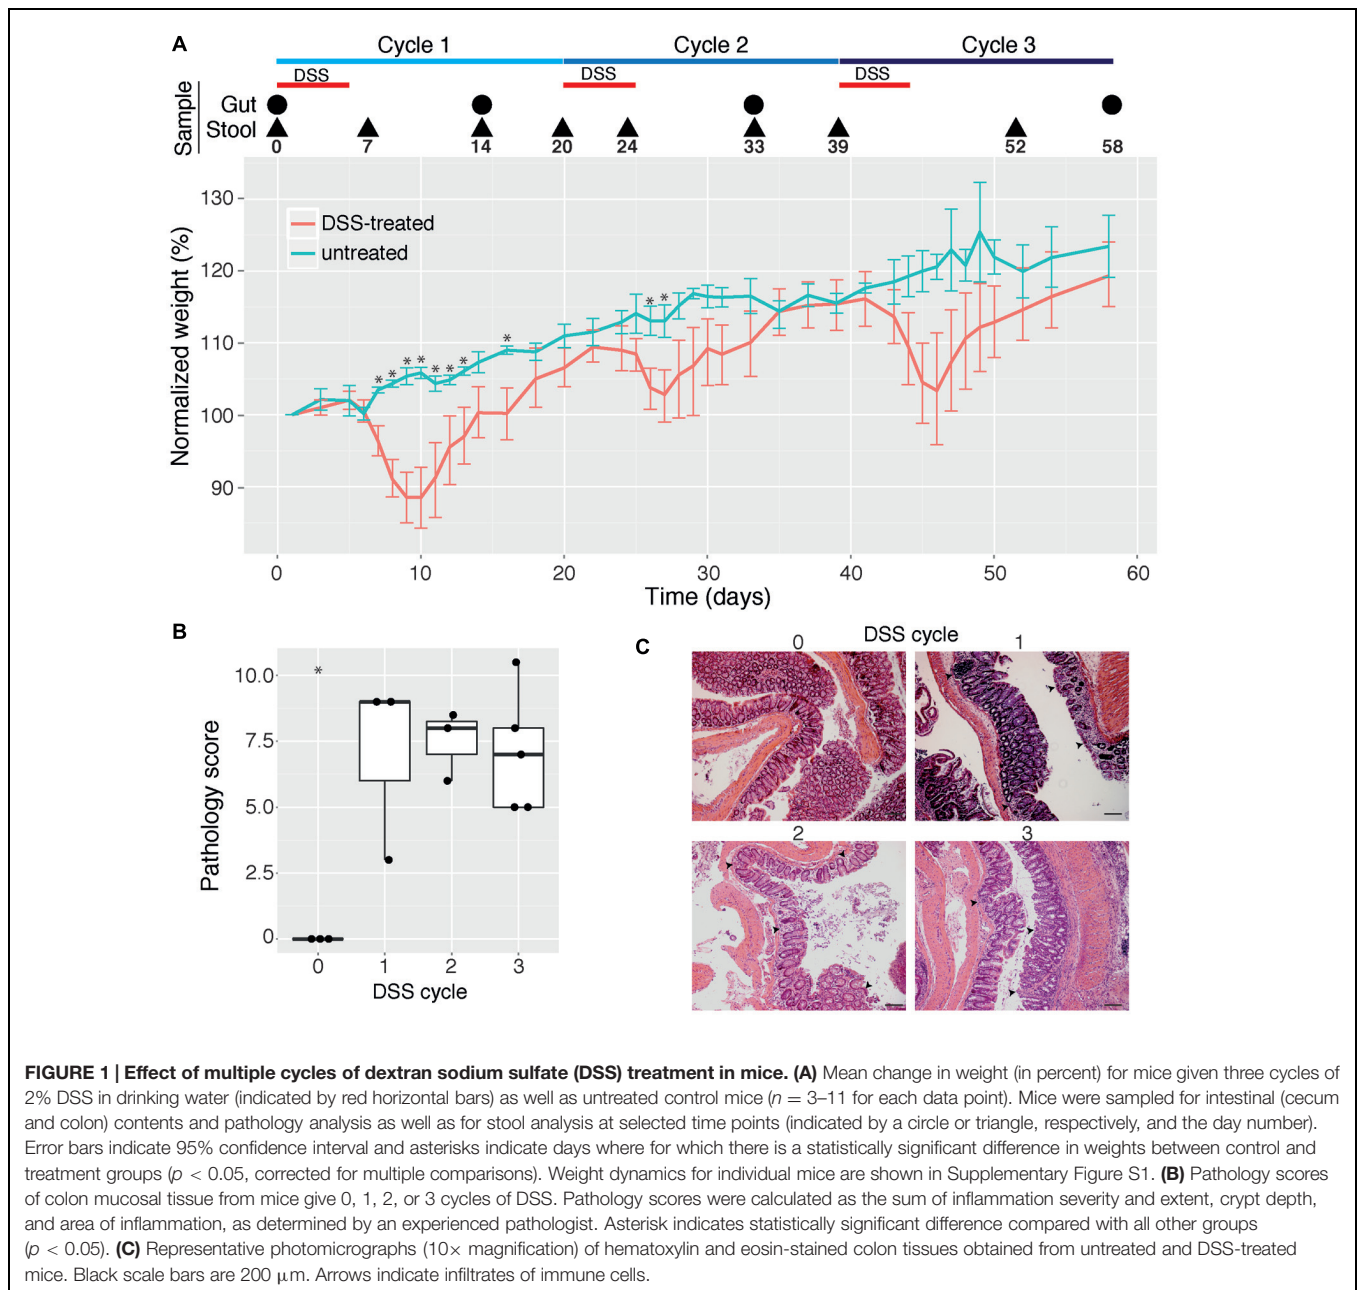 A
Cycle 1 Cycle 2 Cycle 3
DSS DSS DSS
Sample
Gut
Stool
0 7 14 20 24 33 39 52 58
Normalized weight (%)
130
120
110
100
90
DSS-treated
untreated
* * * * * * * * * *
0 10 20 30 40 50 60
Time (days)
B
Pathology score
10.0
7.5
5.0
2.5
0
*
0 1 2 3
DSS cycle
C
DSS cycle
0 1
2 3
FIGURE 1 | Effect of multiple cycles of dextran sodium sulfate (DSS) treatment in mice. (A) Mean change in weight (in percent) for mice given three cycles of
2% DSS in drinking water (indicated by red horizontal bars) as well as untreated control mice (n = 3–11 for each data point). Mice were sampled for intestinal (cecum
and colon) contents and pathology analysis as well as for stool analysis at selected time points (indicated by a circle or triangle, respectively, and the day number).
Error bars indicate 95% confidence interval and asterisks indicate days where for which there is a statistically significant difference in weights between control and
treatment groups (p < 0.05, corrected for multiple comparisons). Weight dynamics for individual mice are shown in Supplementary Figure S1. (B) Pathology scores
of colon mucosal tissue from mice give 0, 1, 2, or 3 cycles of DSS. Pathology scores were calculated as the sum of inflammation severity and extent, crypt depth,
and area of inflammation, as determined by an experienced pathologist. Asterisk indicates statistically significant difference compared with all other groups
(p < 0.05). (C) Representative photomicrographs (10× magnification) of hematoxylin and eosin-stained colon tissues obtained from untreated and DSS-treated
mice. Black scale bars are 200 μm. Arrows indicate infiltrates of immune cells.